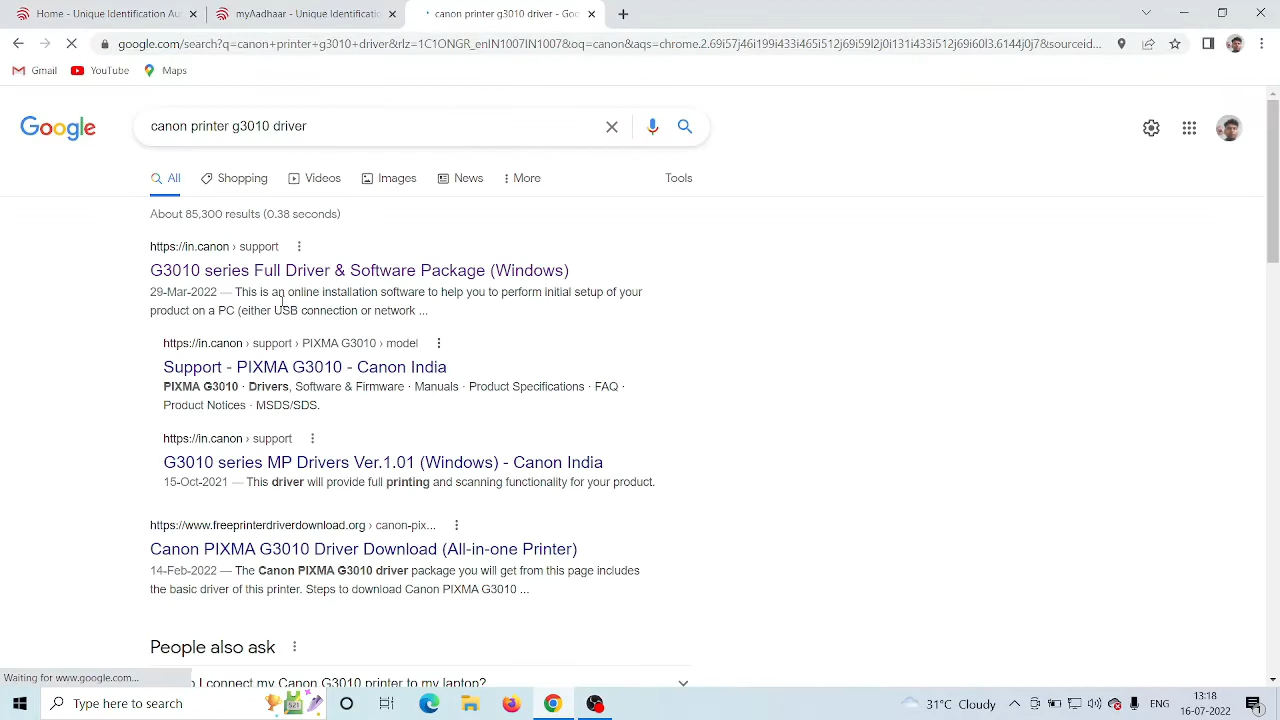 Home - Unique Identification Au
myAadhaar - Unique Identificatio
canon printer g3010 driver - Goo
google.com/search?q=canon+printer+g3010+driver&rlz=1C1ONGR_enIN1007IN1007&oq=canon&aqs=chrome.2.69i57j46i199i433i465i512j69i59l2j0i131i433i512j69i60l3.6144j0j7&sourceid...
Gmail YouTube Maps
Google
canon printer g3010 driver
All Shopping Videos Images News More Tools
About 85,300 results (0.38 seconds)
https://in.canon › support
G3010 series Full Driver & Software Package (Windows)
29-Mar-2022 — This is an online installation software to help you to perform initial setup of your
product on a PC (either USB connection or network ...
https://in.canon › support › PIXMA G3010 › model
Support - PIXMA G3010 - Canon India
PIXMA G3010 · Drivers, Software & Firmware · Manuals · Product Specifications · FAQ ·
Product Notices · MSDS/SDS.
https://in.canon › support
G3010 series MP Drivers Ver.1.01 (Windows) - Canon India
15-Oct-2021 — This driver will provide full printing and scanning functionality for your product.
https://www.freeprinterdriverdownload.org › canon-pix...
Canon PIXMA G3010 Driver Download (All-in-one Printer)
14-Feb-2022 — The Canon PIXMA G3010 driver package you will get from this page includes
the basic driver of this printer. Steps to download Canon PIXMA G3010 ...
People also ask
I connect my Canon G3010 printer to my laptop?
Waiting for www.google.com...
Type here to search
31°C Cloudy
ENG
13:18
16-07-2022